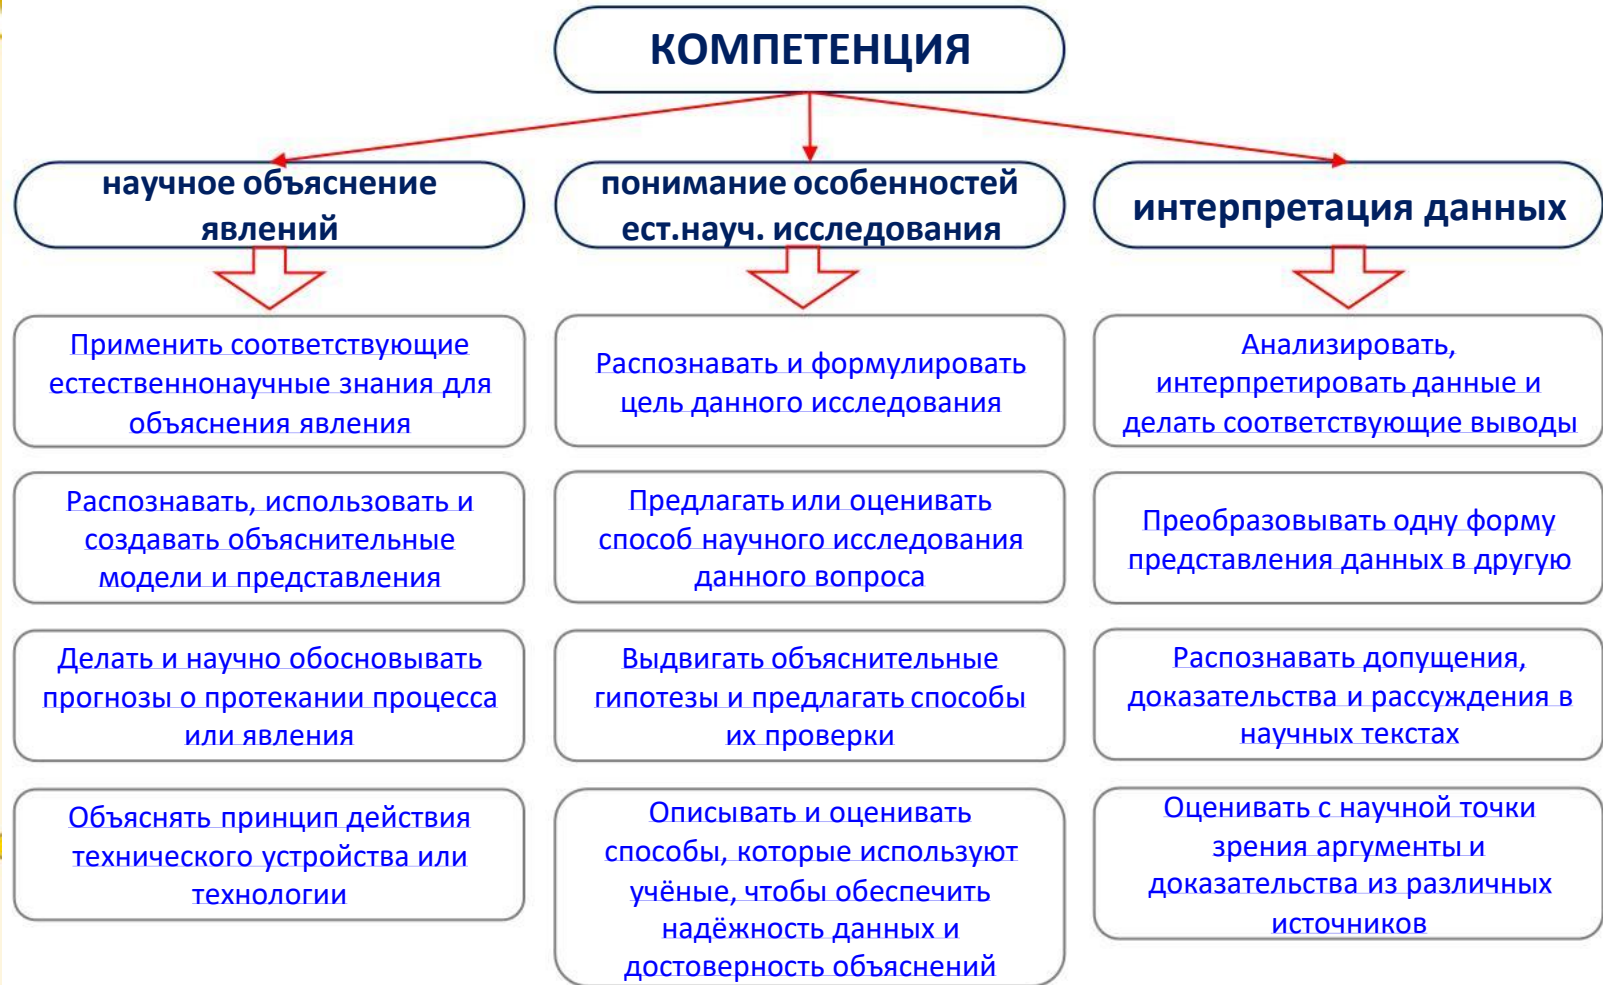 КОМПЕТЕНЦИЯ
научное объяснение
явлений
понимание особенностей
ест.науч. исследования
интерпретация данных
Применить соответствующие
естественнонаучные знания для
объяснения явления
Распознавать, использовать и
создавать объяснительные
модели и представления
Делать и научно обосновывать
прогнозы о протекании процесса
или явления
Объяснять принцип действия
технического устройства или
технологии
Распознавать и формулировать
цель данного исследования
Предлагать или оценивать
способ научного исследования
данного вопроса
Выдвигать объяснительные
гипотезы и предлагать способы
их проверки
Описывать и оценивать
способы, которые используют
учёные, чтобы обеспечить
надёжность данных и
достоверность объяснений
Анализировать,
интерпретировать данные и
делать соответствующие выводы
Преобразовывать одну форму
представления данных в другую
Распознавать допущения,
доказательства и рассуждения в
научных текстах
Оценивать с научной точки
зрения аргументы и
доказательства из различных
источников